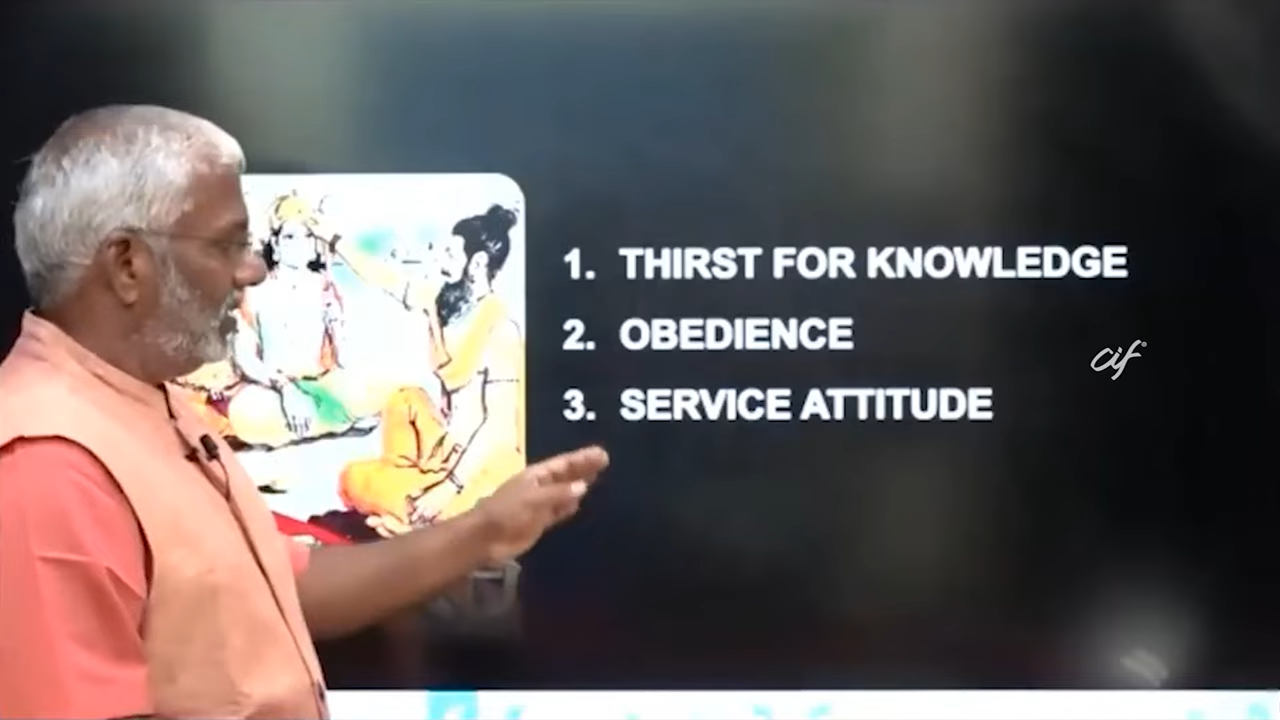 1. THIRST FOR KNOWLEDGE
2. OBEDIENCE
3. SERVICE ATTITUDE
cif